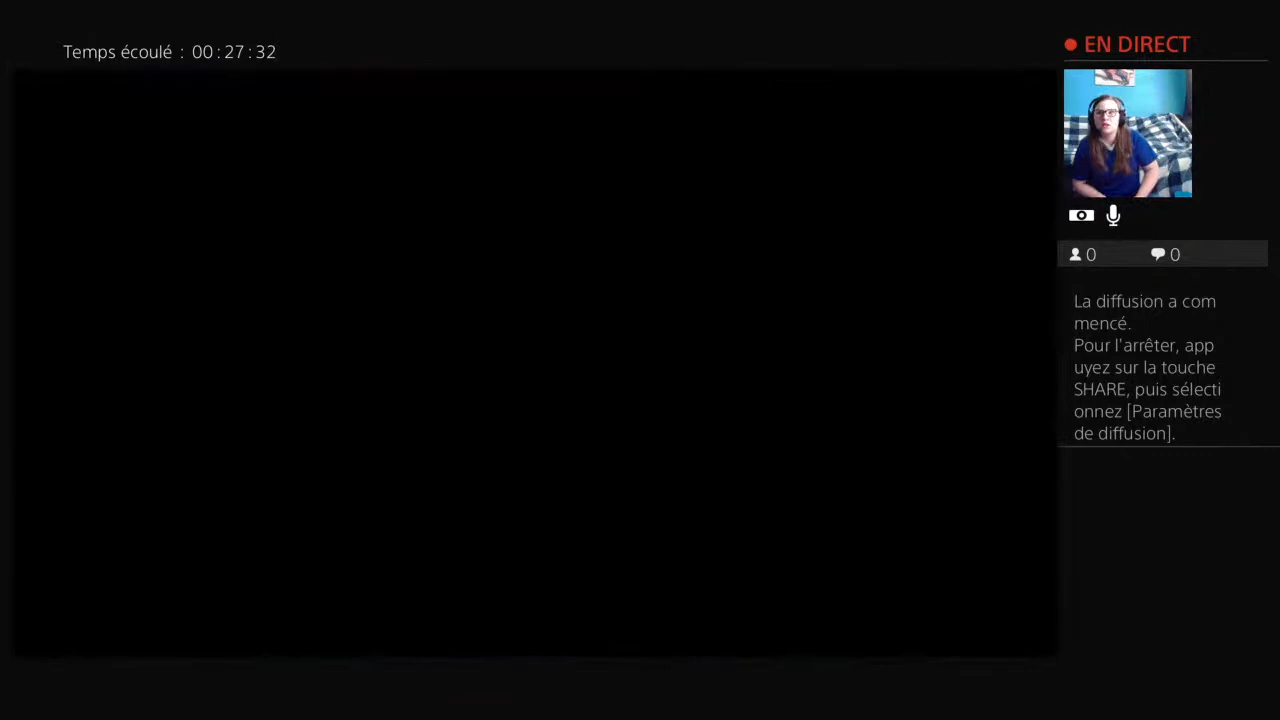 Temps écoulé : 00:27:32
EN DIRECT
0
0
La diffusion a com
mencé.
Pour l'arrêter, app
uyez sur la touche
SHARE, puis sélecti
onnez [Paramètres
de diffusion].